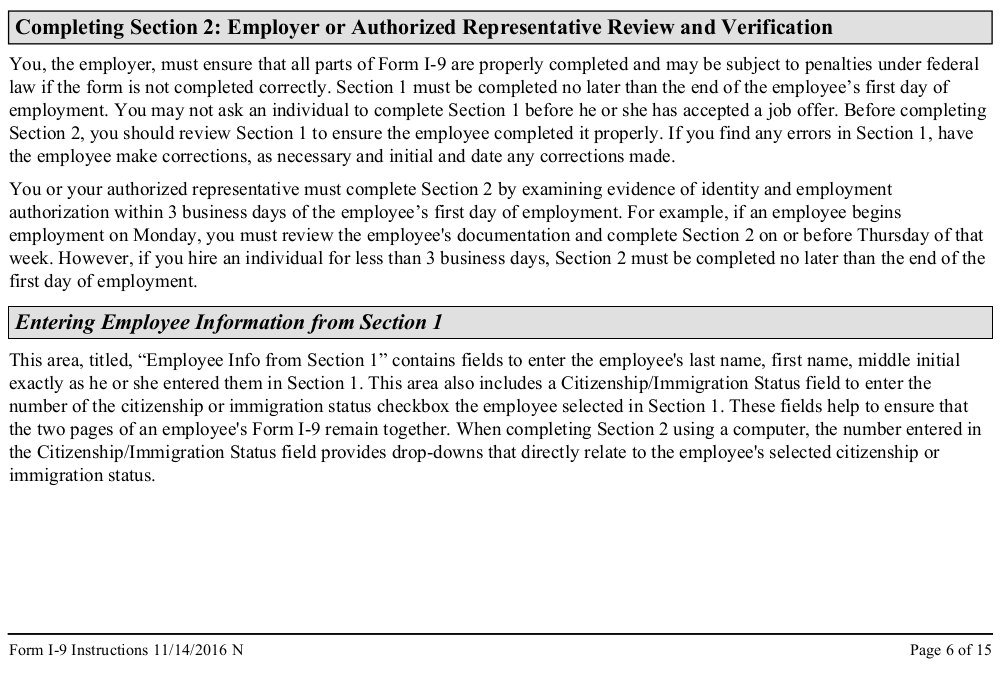 Completing Section 2: Employer or Authorized Representative Review and Verification
You, the employer, must ensure that all parts of Form I-9 are properly completed and may be subject to penalties under federal
law if the form is not completed correctly. Section 1 must be completed no later than the end of the employee’s first day of
employment. You may not ask an individual to complete Section 1 before he or she has accepted a job offer. Before completing
Section 2, you should review Section 1 to ensure the employee completed it properly. If you find any errors in Section 1, have
the employee make corrections, as necessary and initial and date any corrections made.
You or your authorized representative must complete Section 2 by examining evidence of identity and employment
authorization within 3 business days of the employee’s first day of employment. For example, if an employee begins
employment on Monday, you must review the employee's documentation and complete Section 2 on or before Thursday of that
week. However, if you hire an individual for less than 3 business days, Section 2 must be completed no later than the end of the
first day of employment.
Entering Employee Information from Section 1
This area, titled, “Employee Info from Section 1” contains fields to enter the employee's last name, first name, middle initial
exactly as he or she entered them in Section 1. This area also includes a Citizenship/Immigration Status field to enter the
number of the citizenship or immigration status checkbox the employee selected in Section 1. These fields help to ensure that
the two pages of an employee's Form I-9 remain together. When completing Section 2 using a computer, the number entered in
the Citizenship/Immigration Status field provides drop-downs that directly relate to the employee's selected citizenship or
immigration status.
Form I-9 Instructions 11/14/2016 N
Page 6 of 15